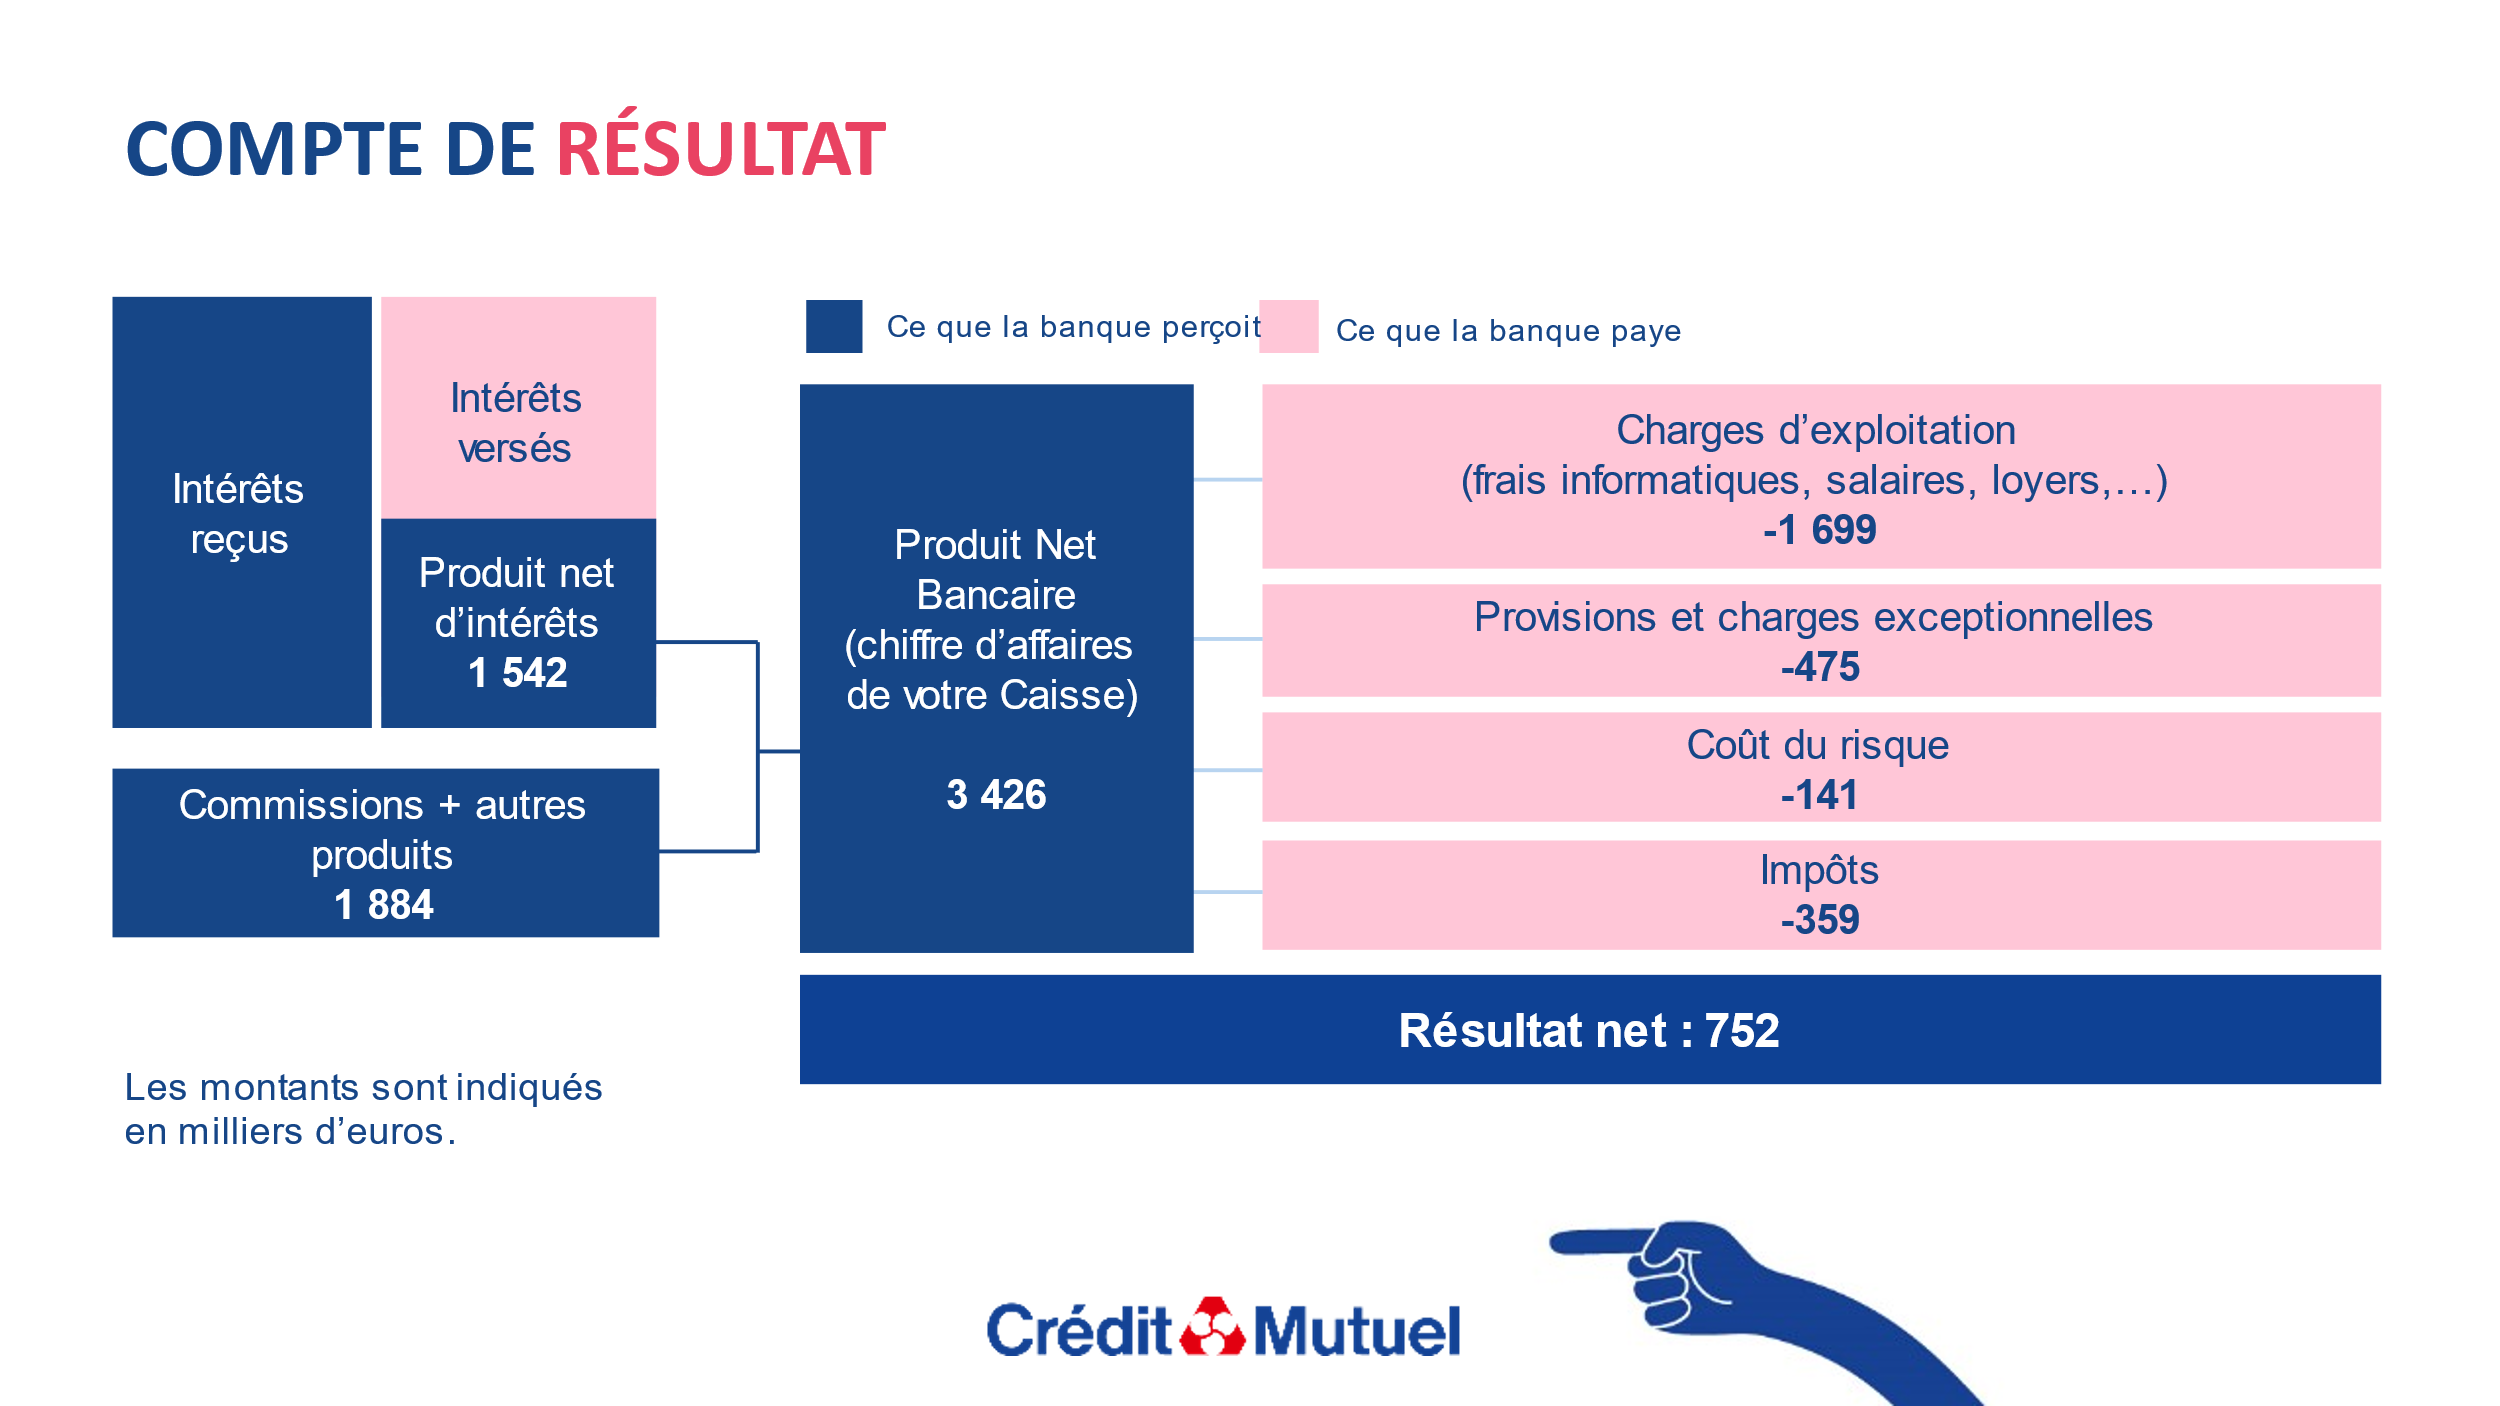 COMPTE DE RÉSULTAT
Intérêts
reçus
Intérêts
versés
Produit net
d’intérêts
1 542
Commissions + autres
produits
1 884
Ce que la banque perçoit
Ce que la banque paye
Produit Net
Bancaire
(chiffre d’affaires
de votre Caisse)
3 426
Charges d’exploitation
(frais informatiques, salaires, loyers,…)
-1 699
Provisions et charges exceptionnelles
-475
Coût du risque
-141
Impôts
-359
Résultat net : 752
Les montants sont indiqués
en milliers d’euros.
Crédit Mutuel